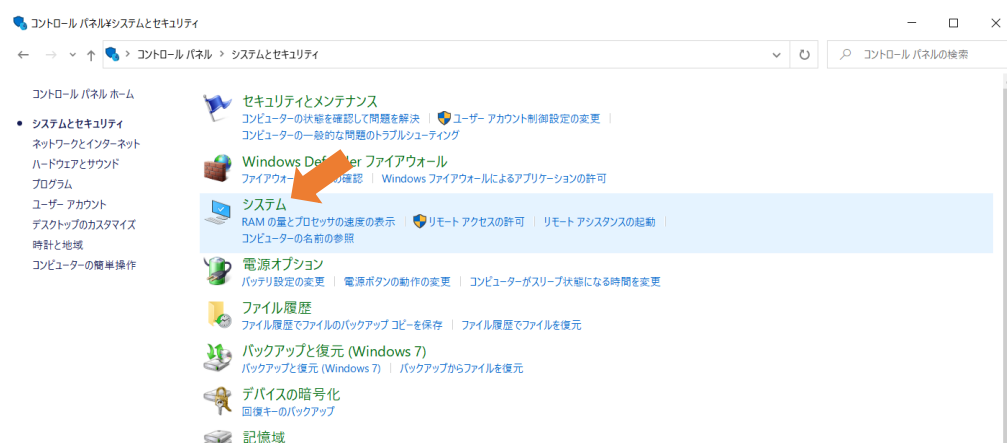 コントロール パネル¥システムとセキュリティ
コントロール パネル > システムとセキュリティ
コントロール パネルの検索
コントロール パネル ホーム
システムとセキュリティ
ネットワークとインターネット
ハードウェアとサウンド
プログラム
ユーザー アカウント
デスクトップのカスタマイズ
時計と地域
コンピューターの簡単操作
セキュリティとメンテナンス
コンピューターの状態を確認して問題を解決 ユーザー アカウント制御設定の変更
コンピューターの一般的な問題のトラブルシューティング
Windows ファイアウォール
の確認 Windows ファイアウォールによるアプリケーションの許可
システム
RAM の量とプロセッサの速度の表示 リモート アクセスの許可 リモート アシスタンスの起動
コンピューターの名前の参照
電源オプション
バッテリ設定の変更 電源ボタンの動作の変更 コンピューターがスリープ状態になる時間を変更
ファイル履歴
ファイル履歴でファイルのバックアップ コピーを保存 ファイル履歴でファイルを復元
バックアップと復元 (Windows 7)
バックアップと復元 (Windows 7) バックアップからファイルを復元
デバイスの暗号化
回復キーのバックアップ
記憶域